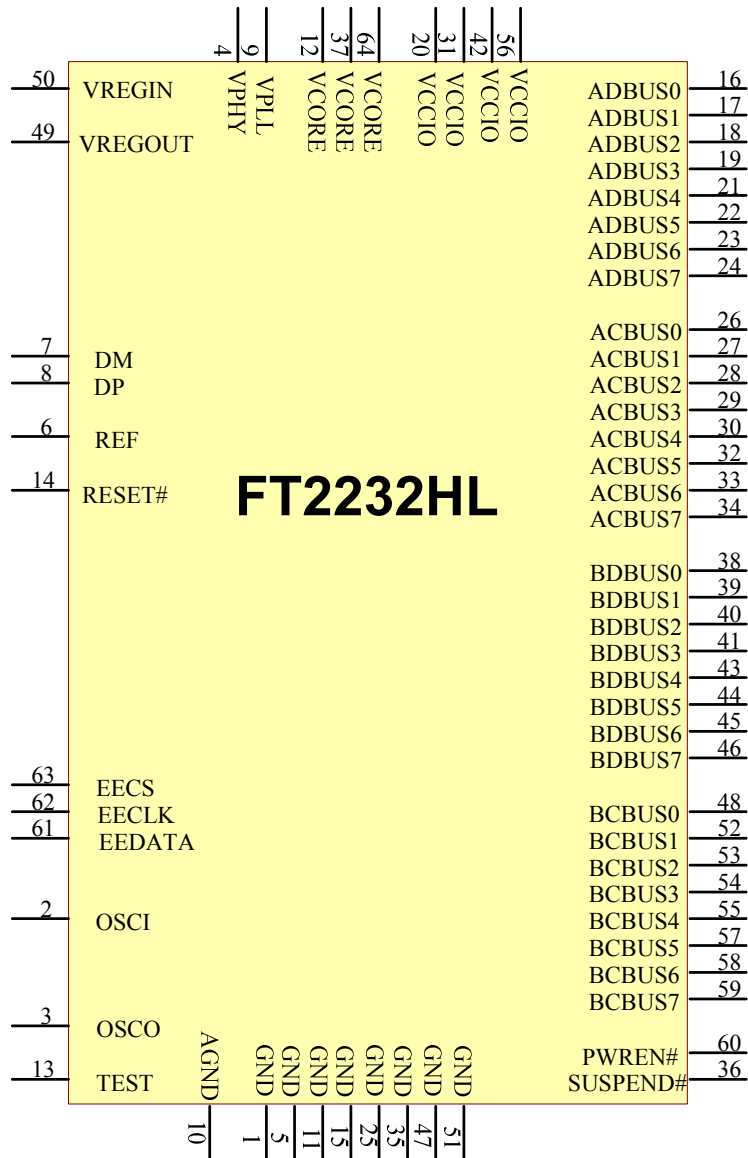 4 9 12 37 64 20 31 42 56
VPHY VPLL VCORE VCORE VCORE VCCIO VCCIO VCCIO VCCIO
50 VREGIN
49 VREGOUT
7 DM
8 DP
6 REF
14 RESET#
FT2232HL
63 EECS
62 EECLK
61 EEDATA
2 OSCI
3 OSCO
13 TEST
ADBUS0 16
ADBUS1 17
ADBUS2 18
ADBUS3 19
ADBUS4 21
ADBUS5 22
ADBUS6 23
ADBUS7 24
ACBUS0 26
ACBUS1 27
ACBUS2 28
ACBUS3 29
ACBUS4 30
ACBUS5 32
ACBUS6 33
ACBUS7 34
BDBUS0 38
BDBUS1 39
BDBUS2 40
BDBUS3 41
BDBUS4 43
BDBUS5 44
BDBUS6 45
BDBUS7 46
BCBUS0 48
BCBUS1 52
BCBUS2 53
BCBUS3 54
BCBUS4 55
BCBUS5 57
BCBUS6 58
BCBUS7 59
PWREN# 60
SUSPEND# 36
AGND GND GND GND GND GND GND GND GND
10 1 5 11 15 25 35 47 51